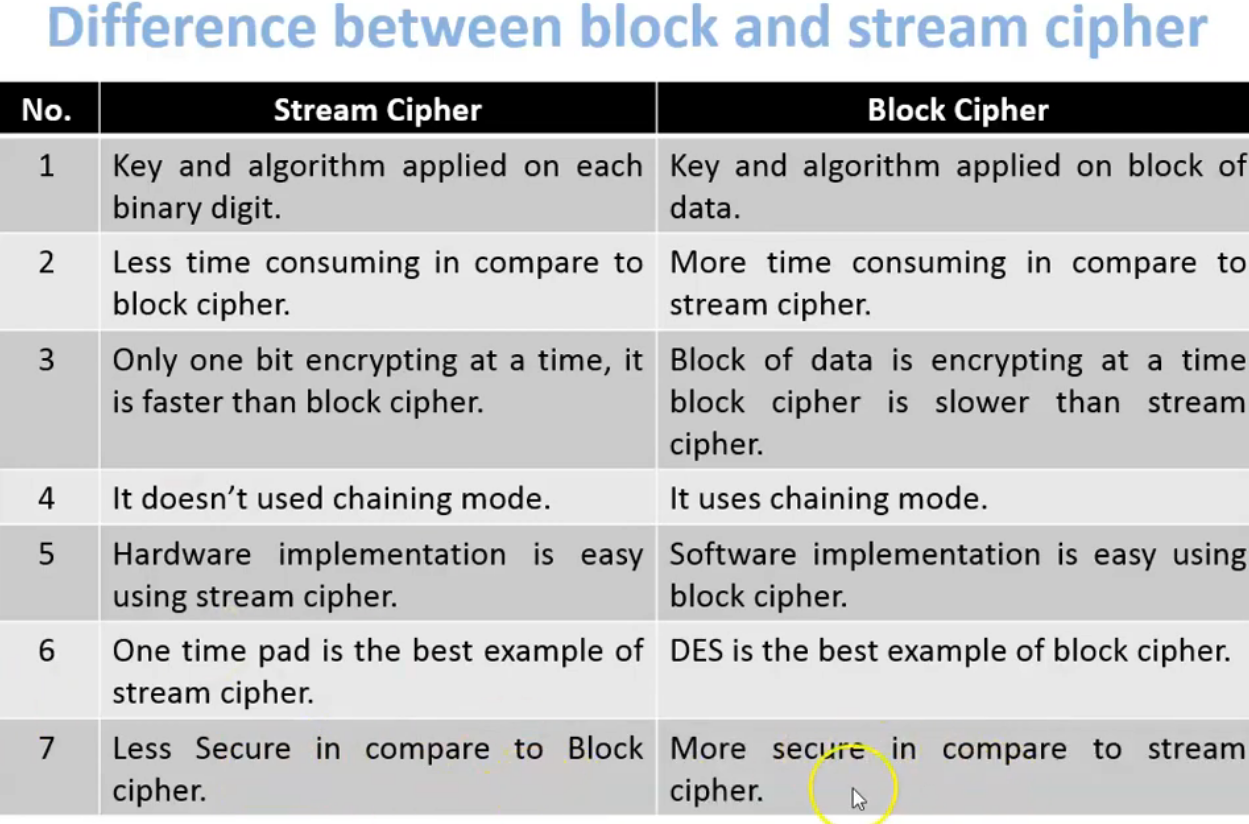 Difference between block and stream cipher
No. Stream Cipher Block Cipher
1 Key and algorithm applied on each Key and algorithm applied on block of
binary digit. data.
2 Less time consuming in compare to More time consuming in compare to
block cipher. stream cipher.
3 Only one bit encrypting at a time, it Block of data is encrypting at a time
is faster than block cipher. block cipher is slower than stream
cipher.
4 It doesn’t used chaining mode. It uses chaining mode.
5 Hardware implementation is easy Software implementation is easy using
using stream cipher. block cipher.
6 One time pad is the best example of DES is the best example of block cipher.
stream cipher.
7 Less Secure in compare to Block More secure in compare to stream
cipher. cipher.